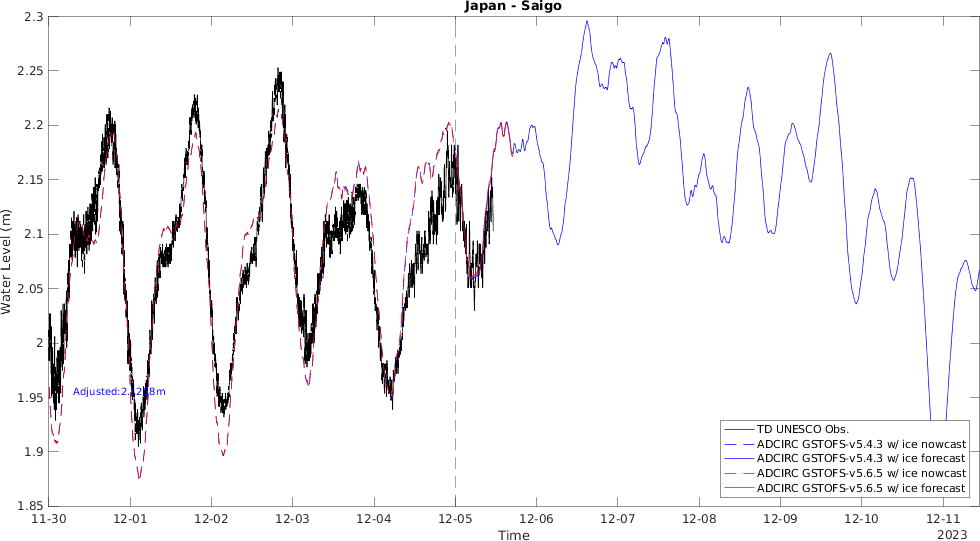 Japan - Saigo
Water Level (m)
2.3
2.25
2.2
2.15
2.1
2.05
2
1.95
1.9
1.85
11-30
12-01
12-02
12-03
12-04
12-05
12-06
12-07
12-08
12-09
12-10
12-11
2023
Time
TD UNESCO Obs.
ADCIRC GSTOFS-v5.4.3 w/ ice nowcast
ADCIRC GSTOFS-v5.4.3 w/ ice forecast
ADCIRC GSTOFS-v5.6.5 w/ ice nowcast
ADCIRC GSTOFS-v5.6.5 w/ ice forecast